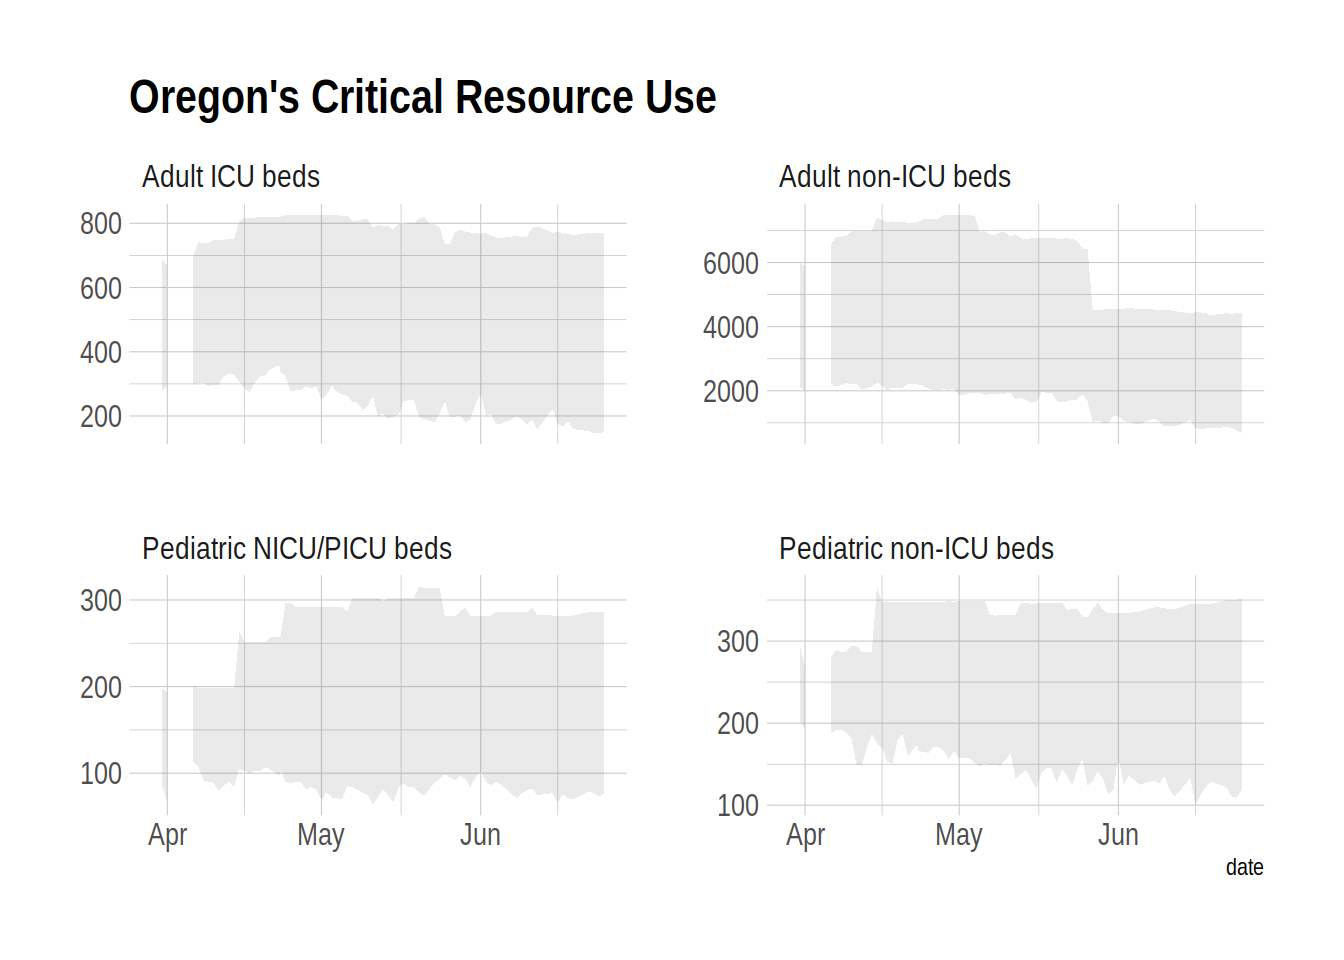 Oregon's Critical Resource Use
Adult ICU beds
Adult non-ICU beds
800
600
400
200
6000
4000
2000
Pediatric NICU/PICU beds
Pediatric non-ICU beds
300
200
100
300
200
100
Apr May Jun
Apr May Jun
date